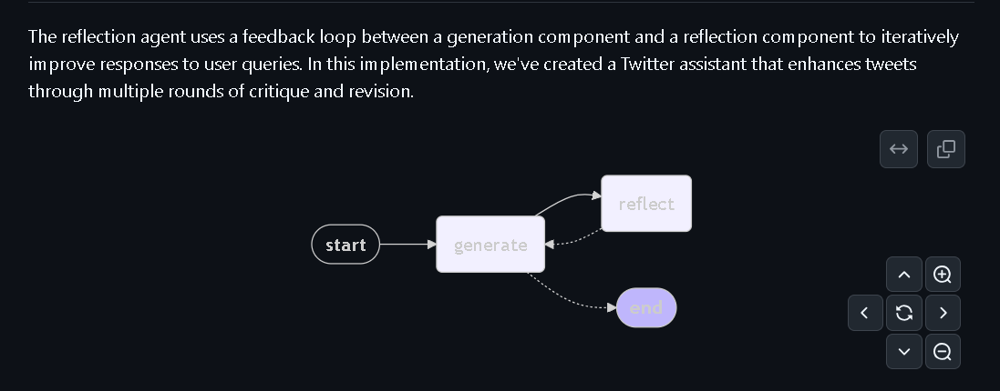 The reflection agent uses a feedback loop between a generation component and a reflection component to iteratively
improve responses to user queries. In this implementation, we've created a Twitter assistant that enhances tweets
through multiple rounds of critique and revision.
reflect
start
generate
end